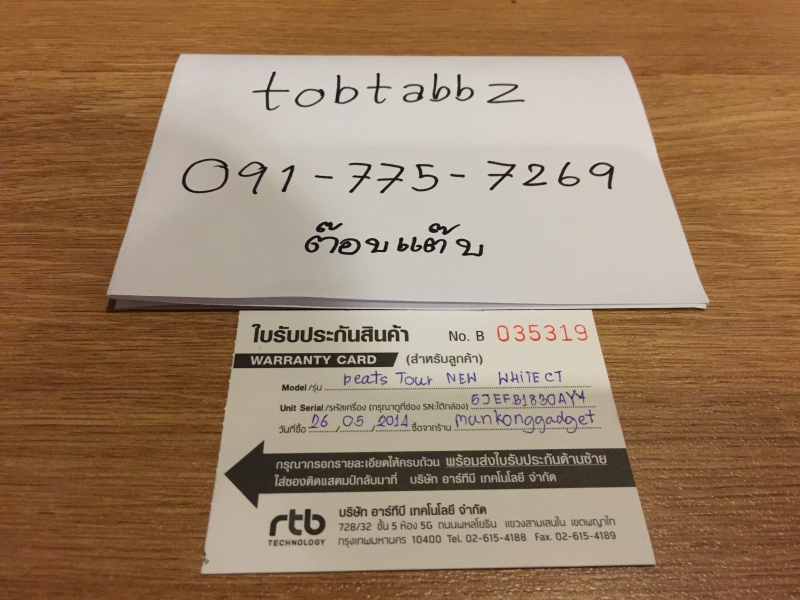 tobtabbz
091-775-7269
ต๊อบแต๊บ
ใบรับประกันสินค้า No. B 035319
WARRANTY CARD (สำหรับลูกค้า)
Model/รุ่น beats Tour NEW WHITE CT
Unit Serial /รหัสเครื่อง (กรุณาดูที่ช่อง SN:ใต้กล่อง) 5JEFB1830AYY
วันที่ซื้อ 26 , 05 , 2014 ซื้อจากร้าน mankonggadget
กรุณากรอกรายละเอียดให้ครบถ้วน พร้อมส่งใบรับประกันด้านซ้าย
ใส่ซองติดแสตมป์กลับมาที่ บริษัท อาร์ทีบี เทคโนโลยี จำกัด
rtb
TECHNOLOGY
บริษัท อาร์ทีบี เทคโนโลยี จำกัด
728/32 ชั้น 5 ห้อง 5G ถนนพหลโยธิน แขวงสามเสนใน เขตพญาไท
กรุงเทพมหานคร 10400 Tel. 02-615-4188 Fax. 02-615-4189